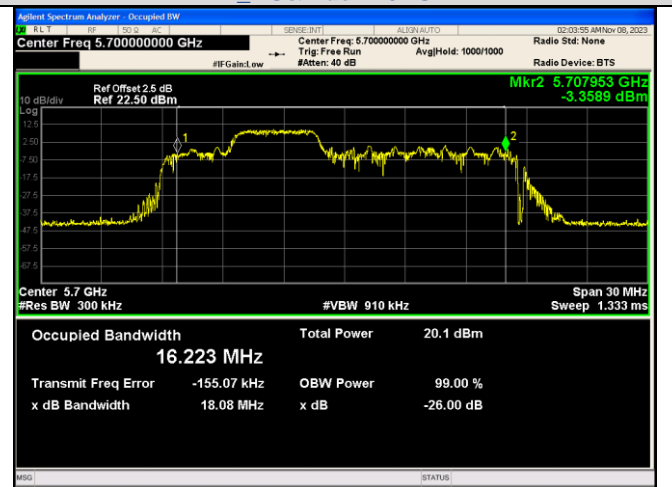 Agilent Spectrum Analyzer - Occupied BW
RLT RF 50 Ω AC SENSE:INT ALIGN AUTO 02:03:55 AM Nov 08, 2023
Center Freq 5.700000000 GHz Center Freq: 5.700000000 GHz Radio Std: None
Trig: Free Run Avg|Hold: 1000/1000
#IFGain:Low #Atten: 40 dB Radio Device: BTS
Ref Offset 2.5 dB Mkr2 5.707953 GHz
10 dB/div Ref 22.50 dBm -3.3589 dBm
Log
12.5
2.50
-7.50
-17.5
-27.5
-37.5
-47.5
-57.5
-67.5
1
2
Center 5.7 GHz Span 30 MHz
#Res BW 300 kHz #VBW 910 kHz Sweep 1.333 ms
Occupied Bandwidth Total Power 20.1 dBm
16.223 MHz
Transmit Freq Error -155.07 kHz OBW Power 99.00 %
x dB Bandwidth 18.08 MHz x dB -26.00 dB
MSG STATUS